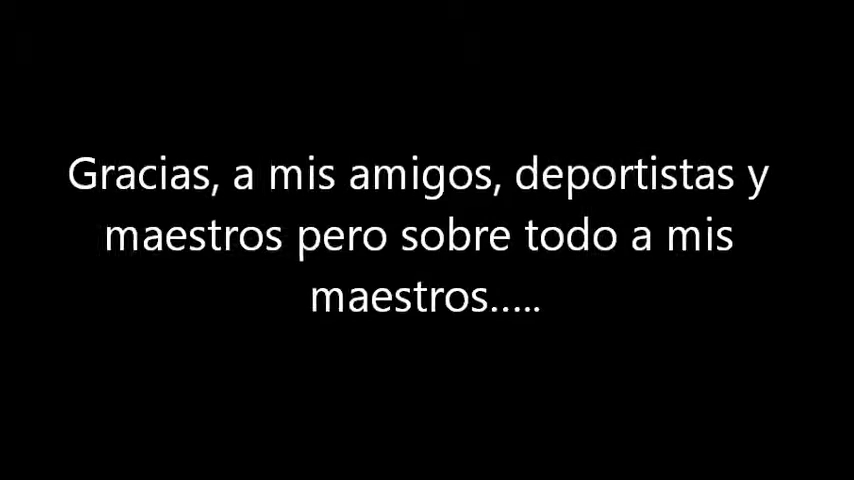 Gracias, a mis amigos, deportistas y
maestros pero sobre todo a mis
maestros.....